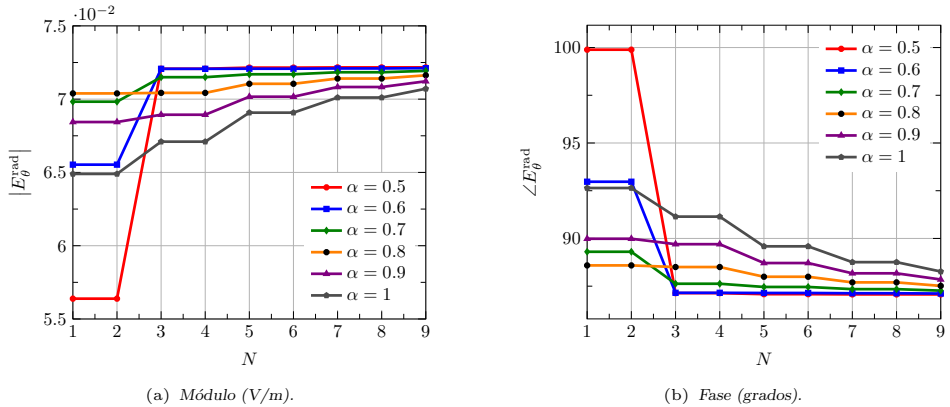 ·10⁻²
7.5
7
6.5
6
5.5
|E_θ^rad|
1 2 3 4 5 6 7 8 9
N
α = 0.5
α = 0.6
α = 0.7
α = 0.8
α = 0.9
α = 1
(a) Módulo (V/m).
100
95
90
∠E_θ^rad
1 2 3 4 5 6 7 8 9
N
α = 0.5
α = 0.6
α = 0.7
α = 0.8
α = 0.9
α = 1
(b) Fase (grados).